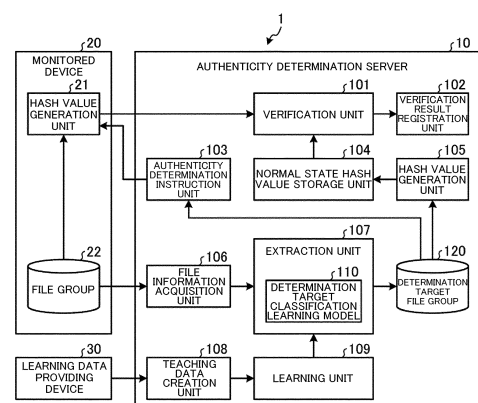 1
20
10
MONITORED
DEVICE
AUTHENTICITY DETERMINATION SERVER
21
101
102
HASH VALUE
GENERATION
UNIT
VERIFICATION UNIT
VERIFICATION
RESULT
REGISTRATION
UNIT
103
104
105
AUTHENTICITY
DETERMINATION
INSTRUCTION
UNIT
NORMAL STATE HASH
VALUE STORAGE UNIT
HASH VALUE
GENERATION
UNIT
22
106
107
120
FILE GROUP
FILE
INFORMATION
ACQUISITION
UNIT
EXTRACTION UNIT
110
DETERMINATION
TARGET
CLASSIFICATION
LEARNING MODEL
DETERMINATION
TARGET
FILE GROUP
30
108
109
LEARNING DATA
PROVIDING
DEVICE
TEACHING
DATA
CREATION
UNIT
LEARNING UNIT